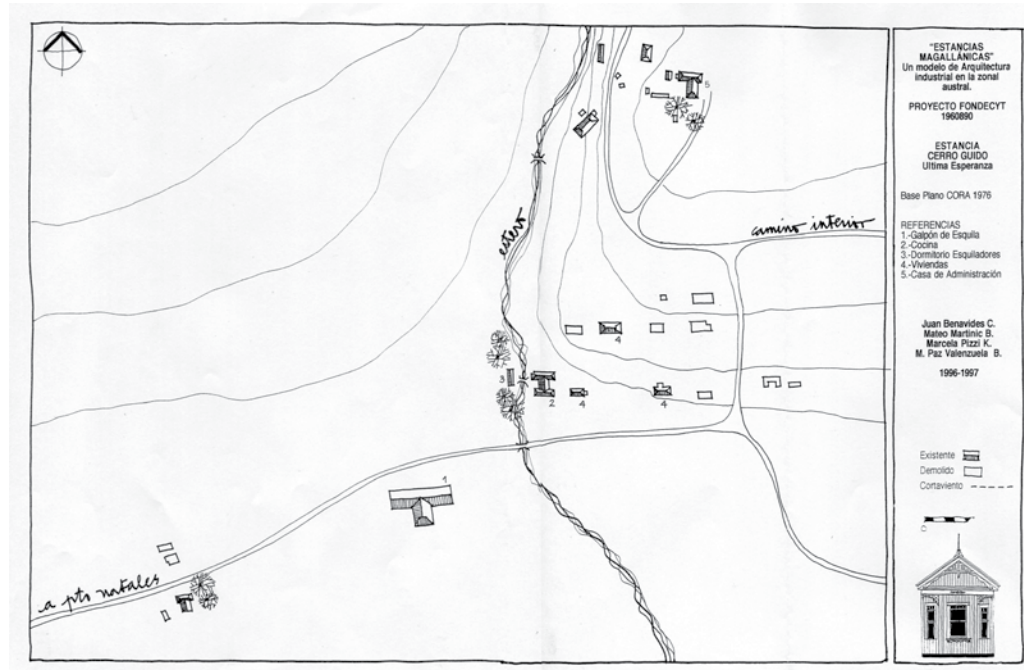 "ESTANCIAS
MAGALLÁNICAS"
Un modelo de Arquitectura
industrial en la zonal
austral.
PROYECTO FONDECYT
1960890
ESTANCIA
CERRO GUIDO
Ultima Esperanza
Base Plano CORA 1976
REFERENCIAS
1.-Galpón de Esquila
2.-Cocina
3.-Dormitorio Esquiladores
4.-Viviendas
5.-Casa de Administración
Juan Benavides C.
Mateo Martinic B.
Marcela Pizzi K.
M. Paz Valenzuela B.
1996-1997
Existente
Demolido
Cortaviento
0
5
estero
camino interior
4
3
2
4
4
1
a pto natales